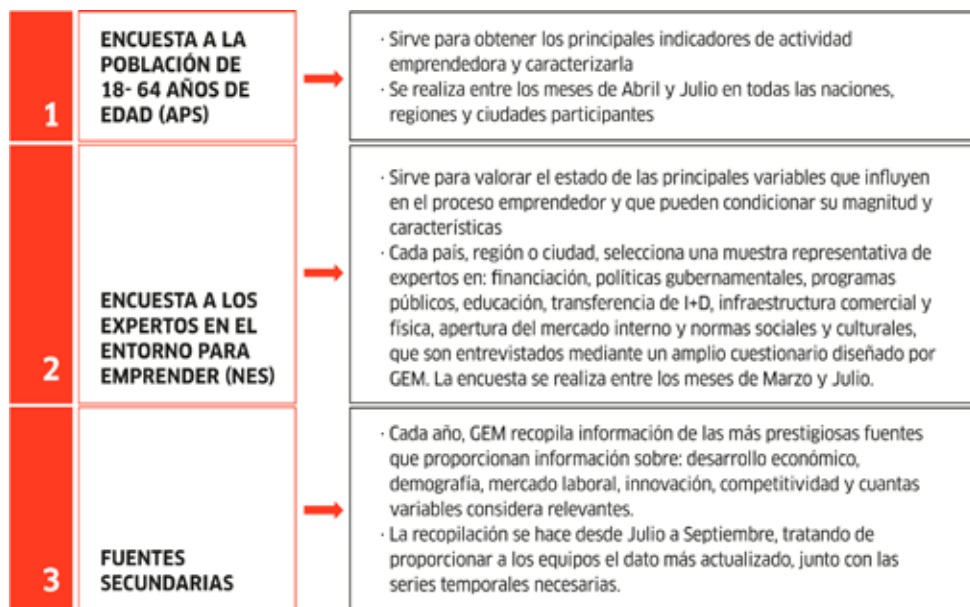 1
ENCUESTA A LA
POBLACIÓN DE
18- 64 AÑOS DE
EDAD (APS)
· Sirve para obtener los principales indicadores de actividad
emprendedora y caracterizarla
· Se realiza entre los meses de Abril y Julio en todas las naciones,
regiones y ciudades participantes
2
ENCUESTA A LOS
EXPERTOS EN EL
ENTORNO PARA
EMPRENDER (NES)
· Sirve para valorar el estado de las principales variables que influyen
en el proceso emprendedor y que pueden condicionar su magnitud y
características
· Cada país, región o ciudad, selecciona una muestra representativa de
expertos en: financiación, políticas gubernamentales, programas
públicos, educación, transferencia de I+D, infraestructura comercial y
física, apertura del mercado interno y normas sociales y culturales,
que son entrevistados mediante un amplio cuestionario diseñado por
GEM. La encuesta se realiza entre los meses de Marzo y Julio.
3
FUENTES
SECUNDARIAS
· Cada año, GEM recopila información de las más prestigiosas fuentes
que proporcionan información sobre: desarrollo económico,
demografía, mercado laboral, innovación, competitividad y cuantas
variables considera relevantes.
· La recopilación se hace desde Julio a Septiembre, tratando de
proporcionar a los equipos el dato más actualizado, junto con las
series temporales necesarias.